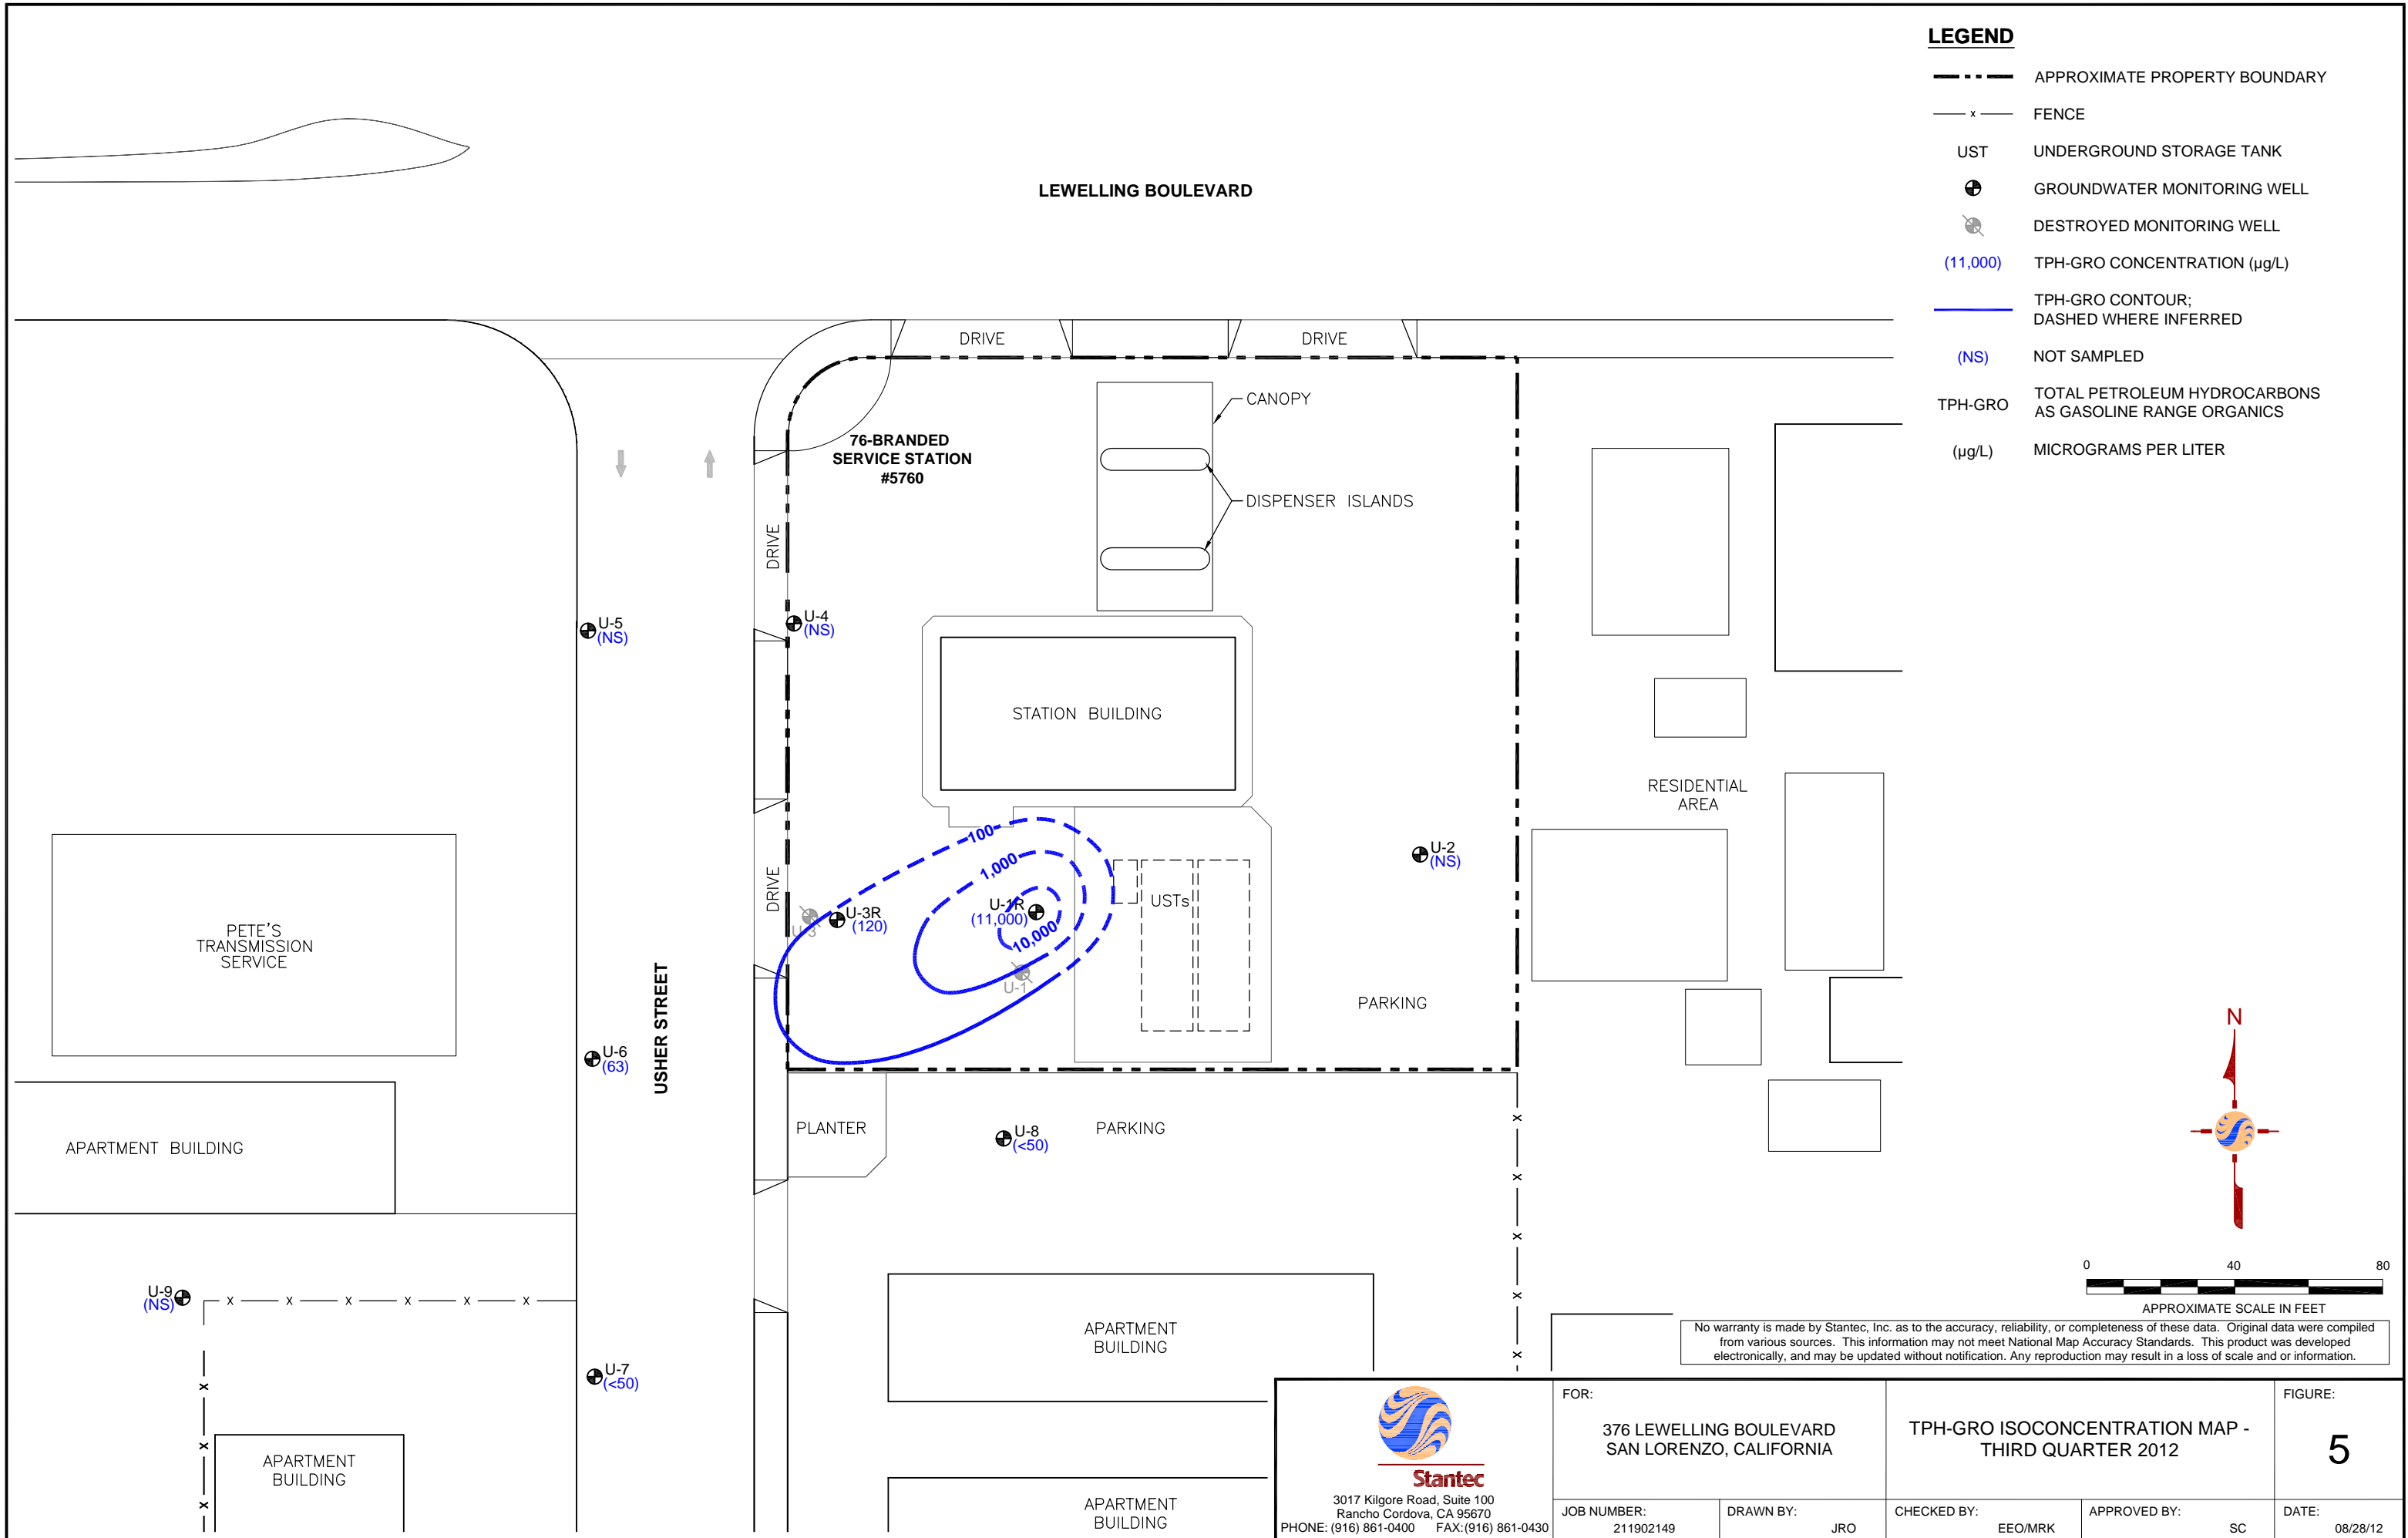 LEGEND
APPROXIMATE PROPERTY BOUNDARY
x FENCE
UST UNDERGROUND STORAGE TANK
GROUNDWATER MONITORING WELL
DESTROYED MONITORING WELL
(11,000) TPH-GRO CONCENTRATION (µg/L)
TPH-GRO CONTOUR;
DASHED WHERE INFERRED
(NS) NOT SAMPLED
TPH-GRO TOTAL PETROLEUM HYDROCARBONS
AS GASOLINE RANGE ORGANICS
(µg/L) MICROGRAMS PER LITER
LEWELLING BOULEVARD
DRIVE
DRIVE
CANOPY
76-BRANDED
SERVICE STATION
#5760
DISPENSER ISLANDS
DRIVE
U-5
(NS)
U-4
(NS)
STATION BUILDING
RESIDENTIAL
AREA
100
1,000
U-2
(NS)
DRIVE
USTs
U-3R
(120)
U-1R
(11,000)
10,000
U-3
U-1
PETE'S
TRANSMISSION
SERVICE
PARKING
USHER STREET
U-6
(63)
PLANTER
U-8
(<50)
PARKING
APARTMENT BUILDING
N
U-9
(NS)
x x x x x x
x
x
x
x
x
x
x
x
APARTMENT
BUILDING
U-7
(<50)
APARTMENT
BUILDING
APARTMENT
BUILDING
0 40 80
APPROXIMATE SCALE IN FEET
No warranty is made by Stantec, Inc. as to the accuracy, reliability, or completeness of these data. Original data were compiled
from various sources. This information may not meet National Map Accuracy Standards. This product was developed
electronically, and may be updated without notification. Any reproduction may result in a loss of scale and or information.
Stantec
3017 Kilgore Road, Suite 100
Rancho Cordova, CA 95670
PHONE: (916) 861-0400 FAX:(916) 861-0430
FOR:
376 LEWELLING BOULEVARD
SAN LORENZO, CALIFORNIA
TPH-GRO ISOCONCENTRATION MAP -
THIRD QUARTER 2012
FIGURE:
5
JOB NUMBER:
211902149
DRAWN BY:
JRO
CHECKED BY:
EEO/MRK
APPROVED BY:
SC
DATE:
08/28/12